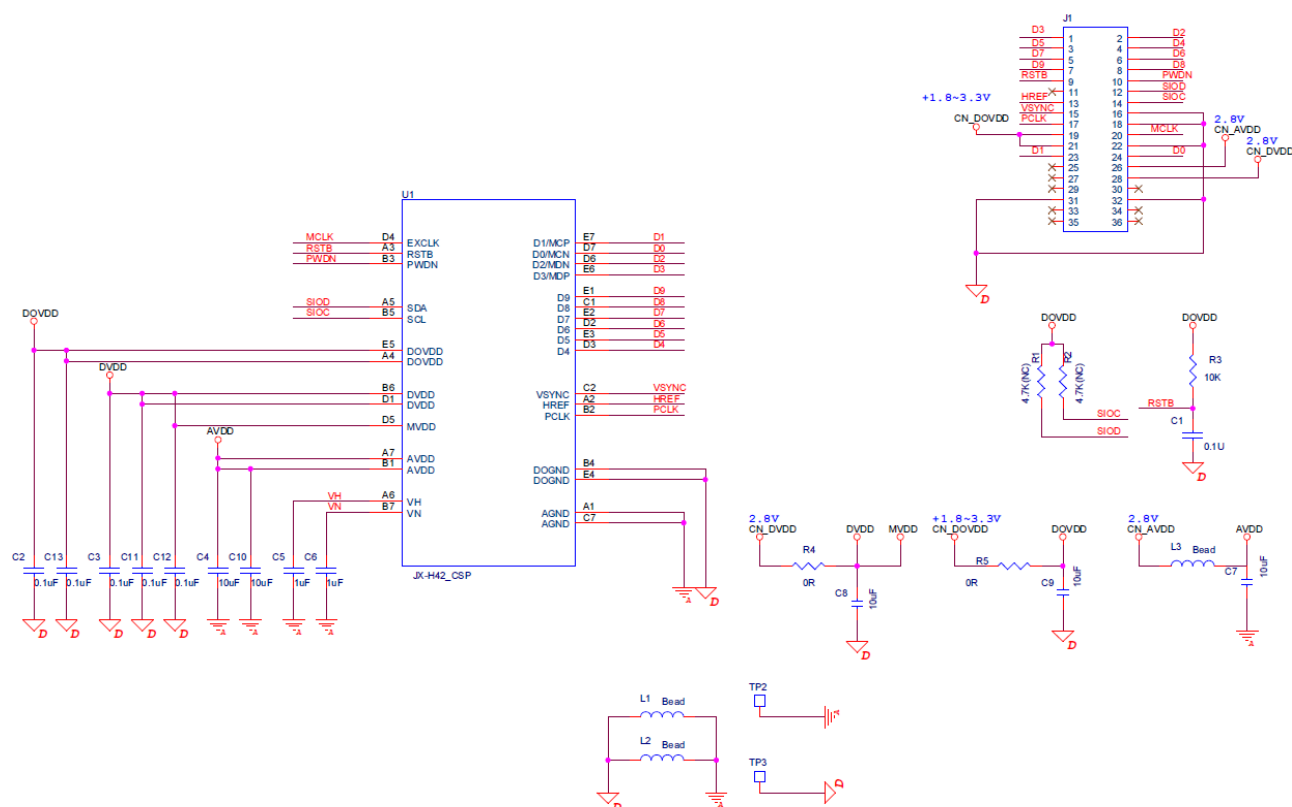 J1
D3 1 2 D2
D5 3 4 D4
D7 5 6 D6
D9 7 8 D8
RSTB 9 10 PWDN
11 12 SIOD
HREF 13 14 SIOC
VSYNC 15 16
PCLK 17 18
19 20 MCLK
21 22
D1 23 24 D0
25 26
27 28
29 30
31 32
33 34
35 36
+1.8~3.3V
CN_DOVDD
2.8V
CN_AVDD
2.8V
CN_DVDD
D
U1
MCLK D4 EXCLK
RSTB A3 RSTB
PWDN B3 PWDN
SIOD A5 SDA
SIOC B5 SCL
DOVDD
E5 DOVDD
A4 DOVDD
DVDD
B6 DVDD
D1 DVDD
D5 MVDD
AVDD
A7 AVDD
B1 AVDD
VH A6 VH
VN B7 VN
D1/MCP E7 D1
D0/MCN D7 D0
D2/MDN D6 D2
D3/MDP E6 D3
D9 E1 D9
D8 C1 D8
D7 E2 D7
D6 D2 D6
D5 E3 D5
D4 D3 D4
VSYNC C2 VSYNC
HREF A2 HREF
PCLK B2 PCLK
DOGND B4
DOGND E4
AGND A1
AGND C7
JX-H42_CSP
C2 C13 C3 C11 C12 C4 C10 C5 C6
0.1uF 0.1uF 0.1uF 0.1uF 0.1uF 10uF 10uF 1uF 1uF
D D D D D A A A A
A D
DOVDD
R1
4.7K(NC)
R2
4.7K(NC)
SIOC
SIOD
DOVDD
R3
10K
RSTB
C1
0.1U
D
2.8V
CN_DVDD DVDD MVDD
R4
0R
C8
10uF
D
+1.8~3.3V
CN_DOVDD DOVDD
R5
0R
C9
10uF
D
2.8V
CN_AVDD AVDD
L3 Bead
C7
10uF
A
L1 Bead
L2 Bead
D A
TP2
A
TP3
D